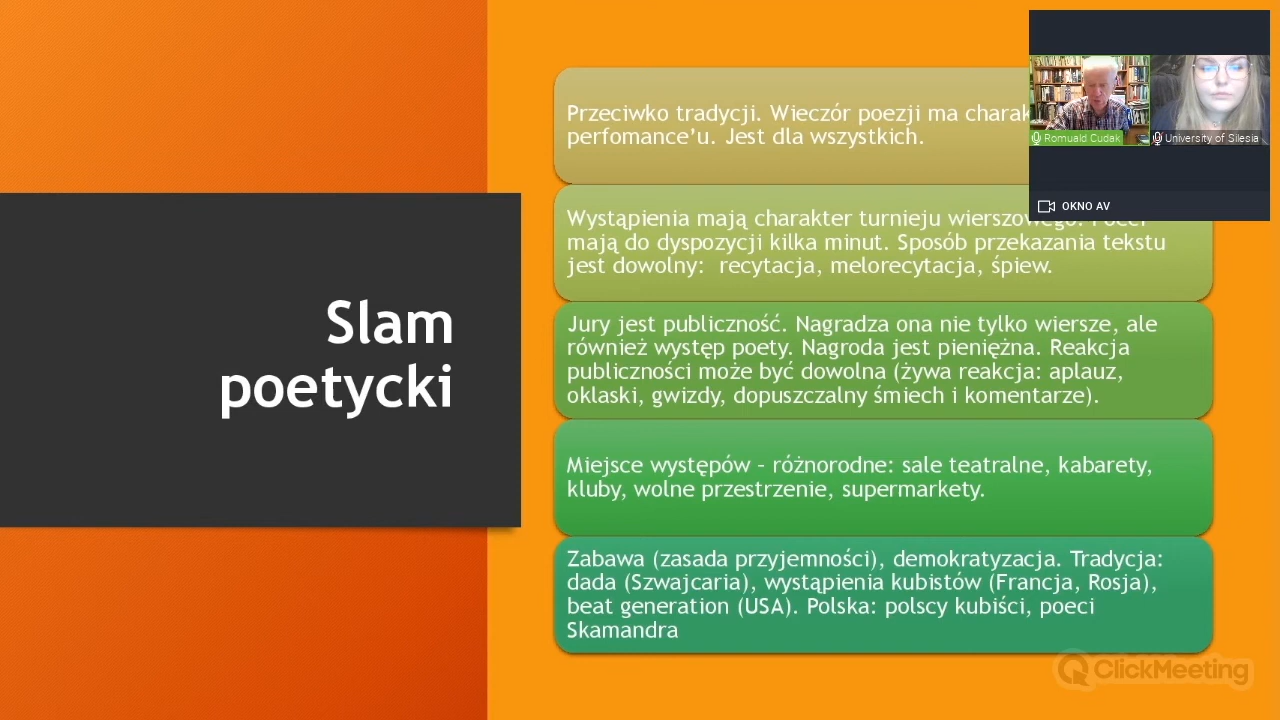 Slam
poetycki
Przeciwko tradycji. Wieczór poezji ma charak
perfomance’u. Jest dla wszystkich.
Wystąpienia mają charakter turnieju wierszowego. Poeci
mają do dyspozycji kilka minut. Sposób przekazania tekstu
jest dowolny:  recytacja, melorecytacja, śpiew.
Jury jest publiczność. Nagradza ona nie tylko wiersze, ale
również występ poety. Nagroda jest pieniężna. Reakcja
publiczności może być dowolna (żywa reakcja: aplauz,
oklaski, gwizdy, dopuszczalny śmiech i komentarze).
Miejsce występów – różnorodne: sale teatralne, kabarety,
kluby, wolne przestrzenie, supermarkety.
Zabawa (zasada przyjemności), demokratyzacja. Tradycja:
dada (Szwajcaria), wystąpienia kubistów (Francja, Rosja),
beat generation (USA). Polska: polscy kubiści, poeci
Skamandra
Romuald Cudak
University of Silesia
OKNO AV
ClickMeeting